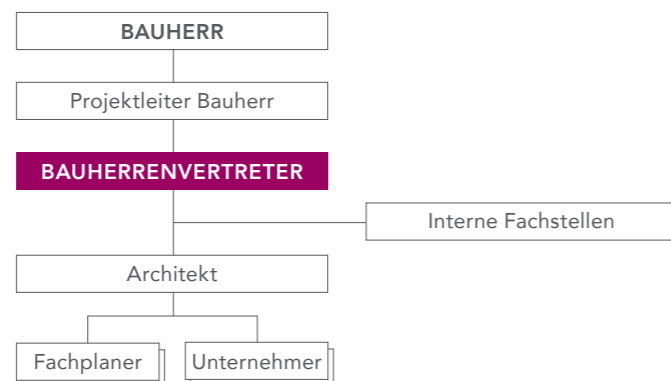 BAUHERR
Projektleiter Bauherr
BAUHERRENVERTRETER
Interne Fachstellen
Architekt
Fachplaner
Unternehmer